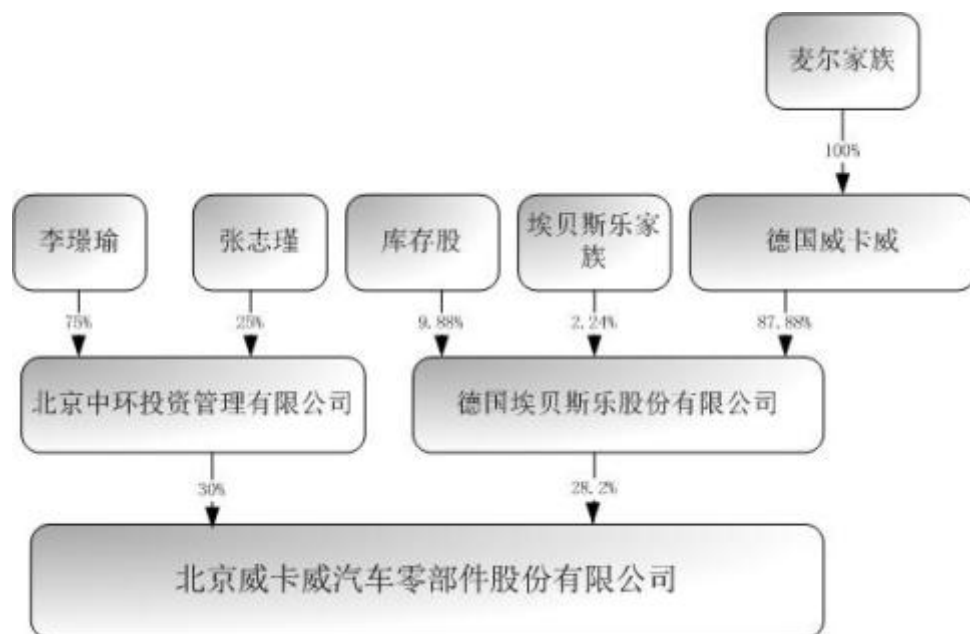 麦尔家族
100%
李璟瑜
张志瑾
库存股
埃贝斯乐家
族
德国威卡威
75%
25%
9.88%
2.24%
87.88%
北京中环投资管理有限公司
德国埃贝斯乐股份有限公司
30%
28.2%
北京威卡威汽车零部件股份有限公司